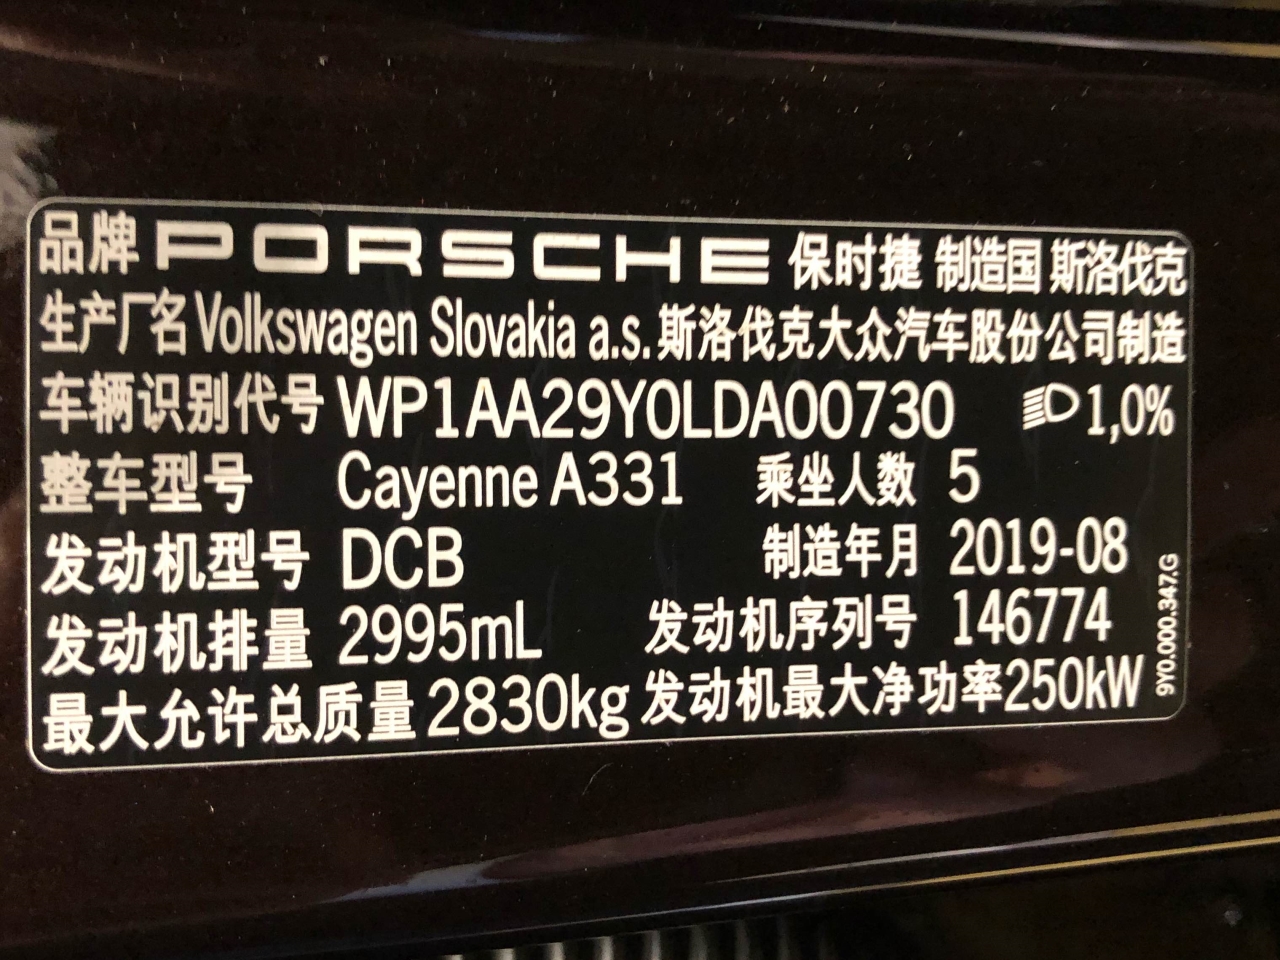 品牌 PORSCHE 保时捷 制造国 斯洛伐克
生产厂名 Volkswagen Slovakia a.s. 斯洛伐克大众汽车股份公司制造
车辆识别代号 WP1AA29Y0LDA00730 1,0%
整车型号 Cayenne A331 乘坐人数 5
发动机型号 DCB 制造年月 2019-08
发动机排量 2995mL 发动机序列号 146774
最大允许总质量 2830kg 发动机最大净功率 250kW
9Y0.000.347.G